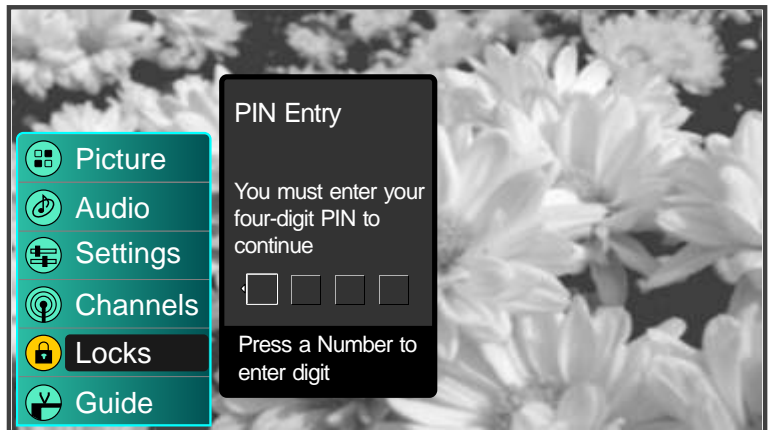 Picture
Audio
Settings
Channels
Locks
Guide
PIN Entry
You must enter your
four-digit PIN to
continue
Press a Number to
enter digit